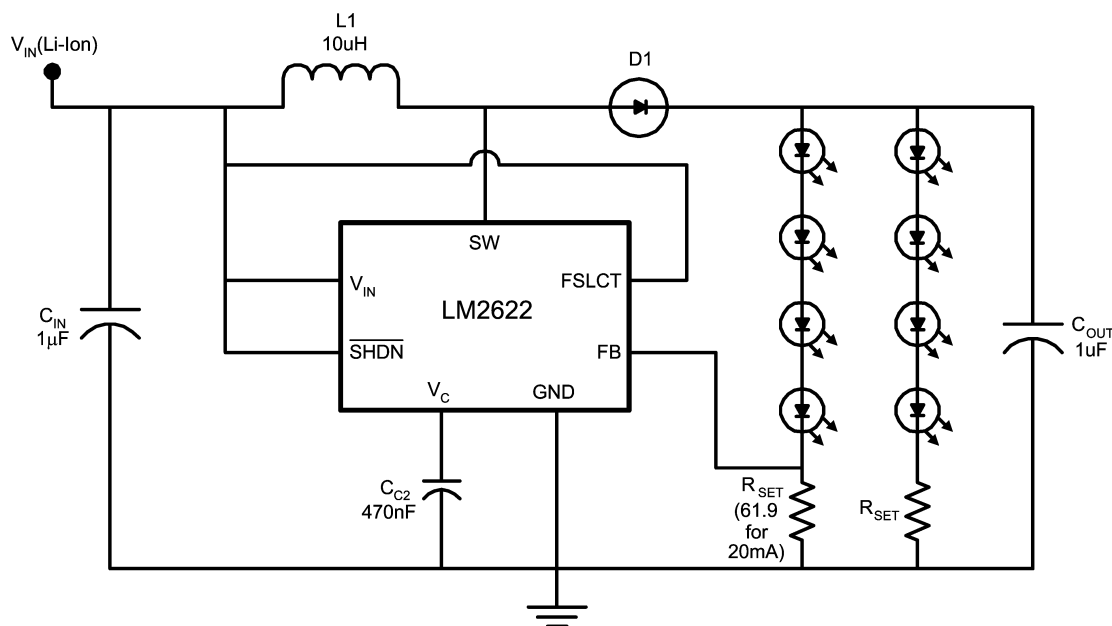 L1
10uH
V_IN(Li-Ion)
D1
SW
V_IN
FSLCT
LM2622
C_IN
1μF
SHDN
FB
C_OUT
1uF
V_C
GND
C_C2
470nF
R_SET
(61.9
for
20mA)
R_SET